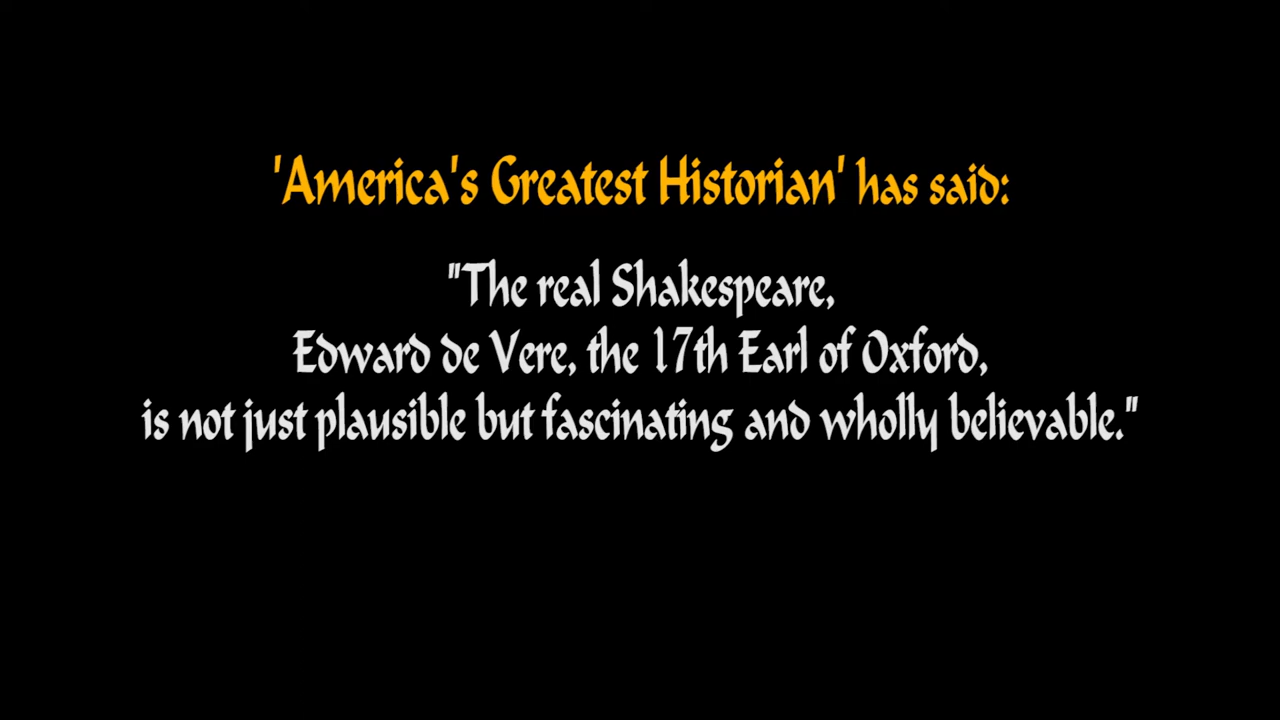 'America's Greatest Historian' has said:
"The real Shakespeare,
Edward de Vere, the 17th Earl of Oxford,
is not just plausible but fascinating and wholly believable."